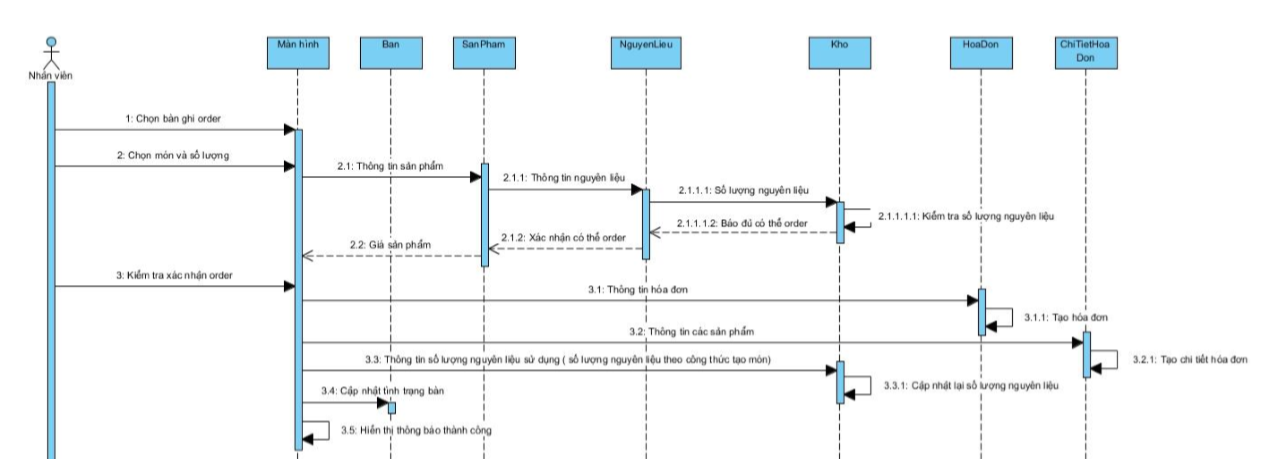 Nhân viên
Màn hình
Ban
SanPham
NguyenLieu
Kho
HoaDon
ChiTietHoa
Don
1: Chọn bàn ghi order
2: Chọn món và số lượng
2.1: Thông tin sản phẩm
2.1.1: Thông tin nguyên liệu
2.1.1.1: Số lượng nguyên liệu
2.1.1.1.1: Kiểm tra số lượng nguyên liệu
2.1.1.1.2: Báo đủ có thể order
2.1.2: Xác nhận có thể order
2.2: Giá sản phẩm
3: Kiểm tra xác nhận order
3.1: Thông tin hóa đơn
3.1.1: Tạo hóa đơn
3.2: Thông tin các sản phẩm
3.2.1: Tạo chi tiết hóa đơn
3.3: Thông tin số lượng nguyên liệu sử dụng ( số lượng nguyên liệu theo công thức tạo món)
3.3.1: Cập nhật lại số lượng nguyên liệu
3.4: Cập nhật tình trạng bàn
3.5: Hiển thị thông báo thành công